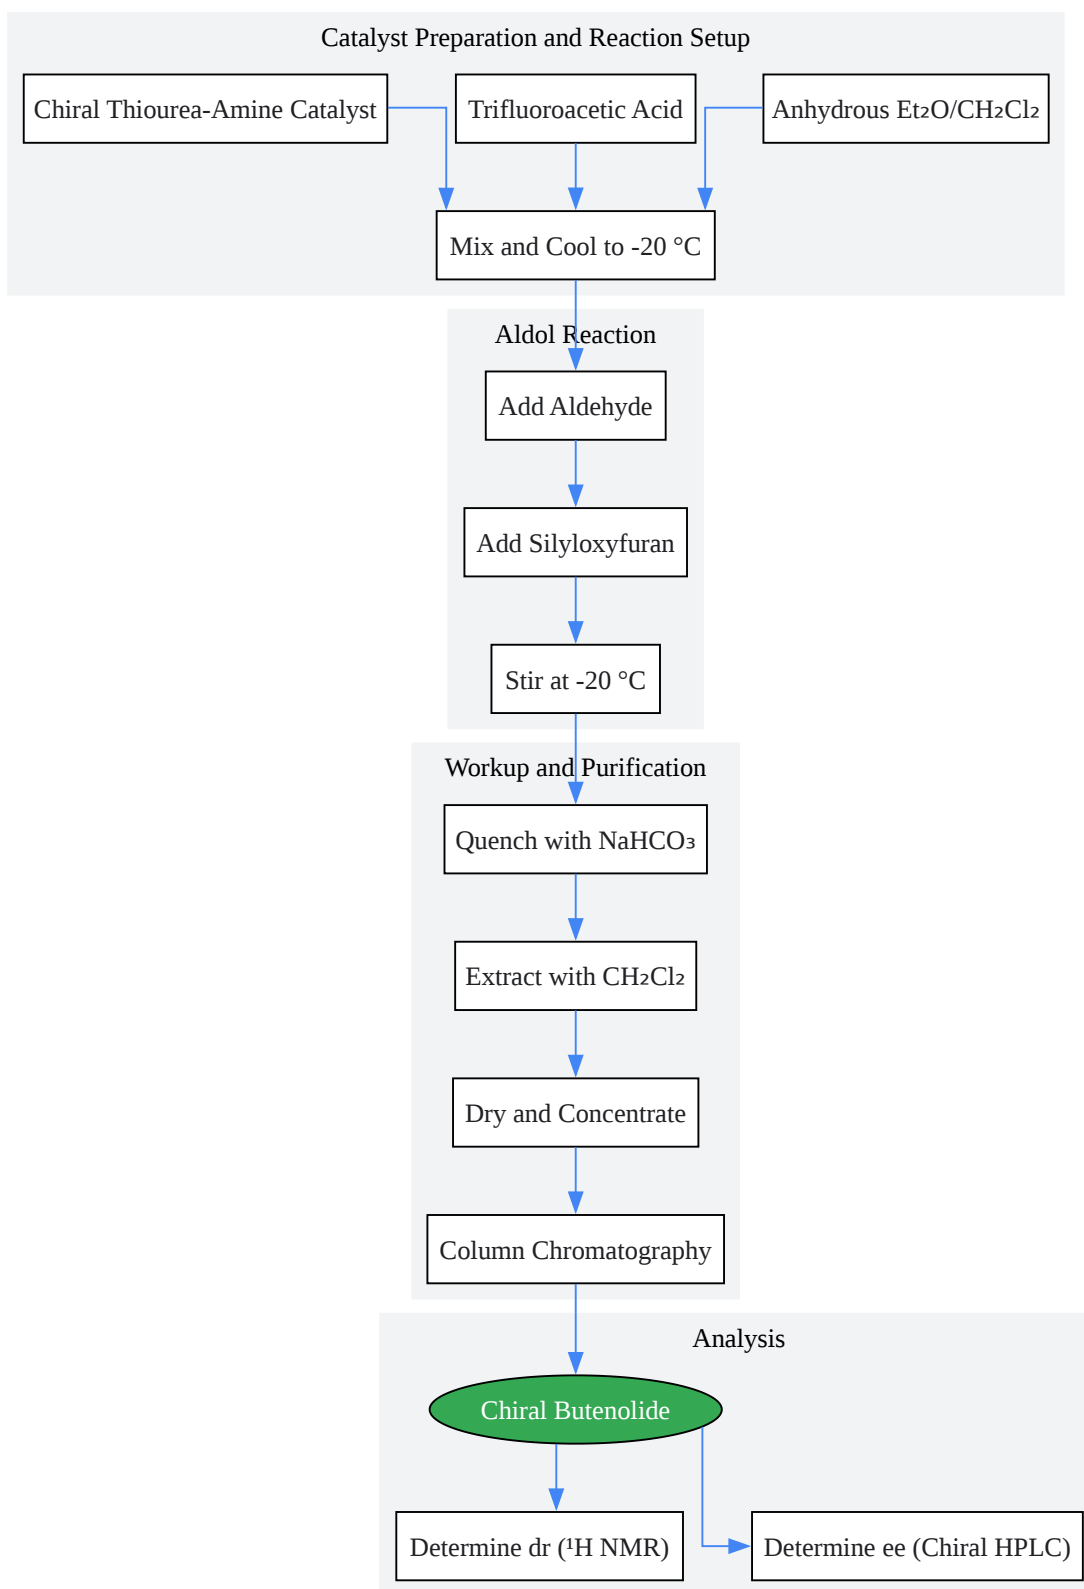 Catalyst Preparation and Reaction Setup
Chiral Thiourea-Amine Catalyst
Trifluoroacetic Acid
Anhydrous Et₂O/CH₂Cl₂
Mix and Cool to -20 °C
Aldol Reaction
Add Aldehyde
Add Silyloxyfuran
Stir at -20 °C
Workup and Purification
Quench with NaHCO₃
Extract with CH₂Cl₂
Dry and Concentrate
Column Chromatography
Analysis
Chiral Butenolide
Determine dr (¹H NMR)
Determine ee (Chiral HPLC)